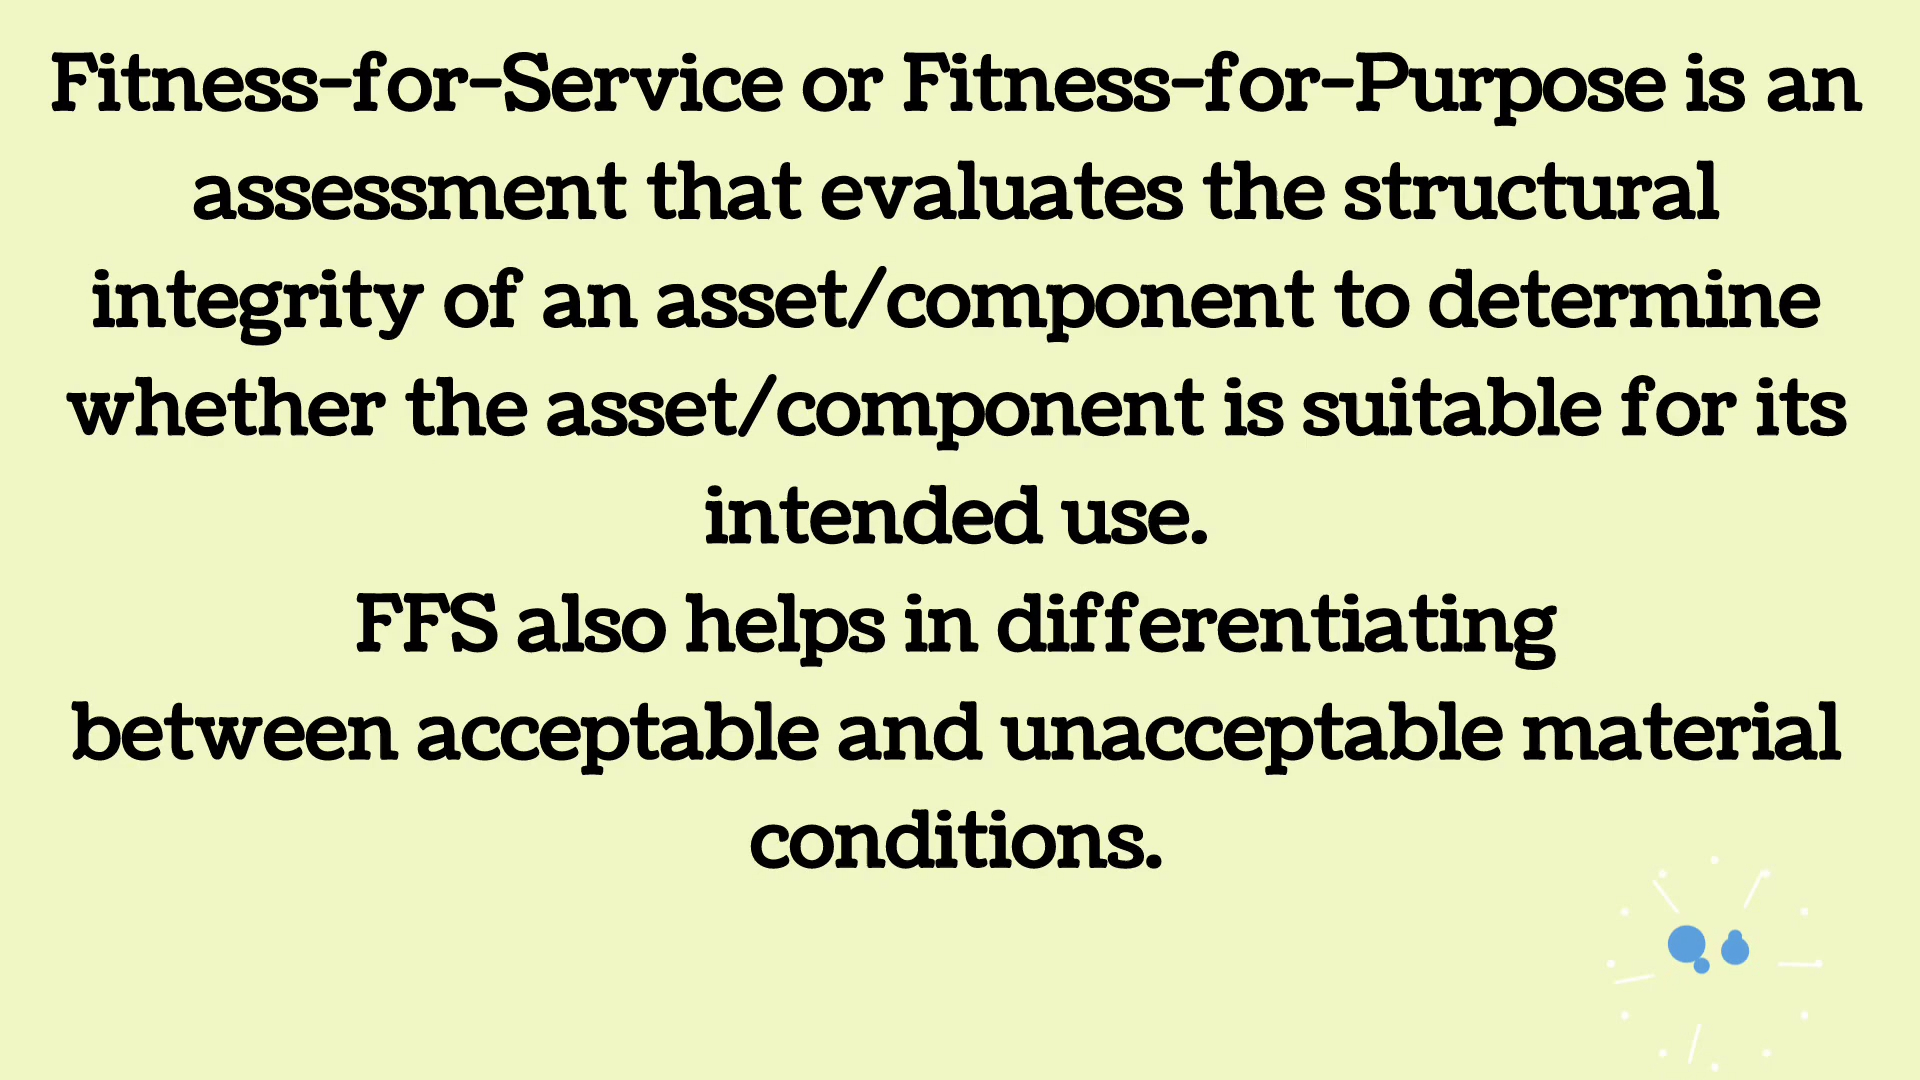 Fitness-for-Service or Fitness-for-Purpose is an
assessment that evaluates the structural
integrity of an asset/component to determine
whether the asset/component is suitable for its
intended use.
FFS also helps in differentiating
between acceptable and unacceptable material
conditions.